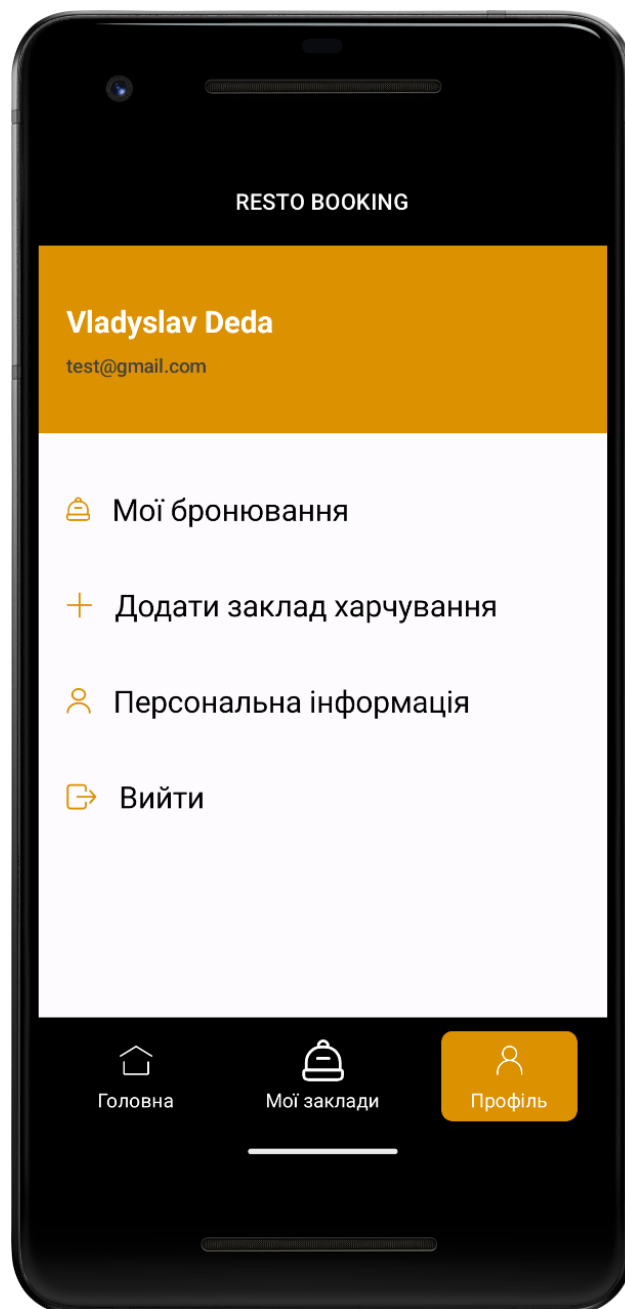 RESTO BOOKING
Vladyslav Deda
test@gmail.com
Мої бронювання
Додати заклад харчування
Персональна інформація
Вийти
Головна
Мої заклади
Профіль